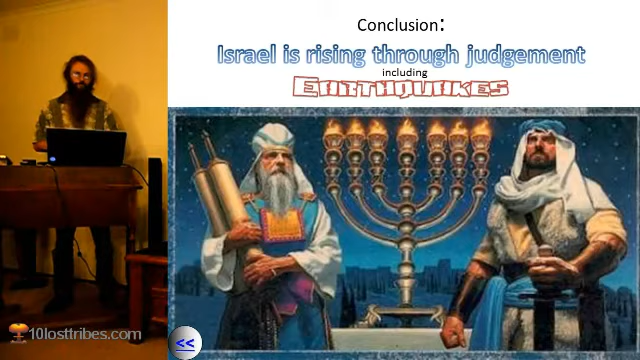 Conclusion:
Israel is rising through judgement
including
EARTHQUAKES
10losttribes.com
<<